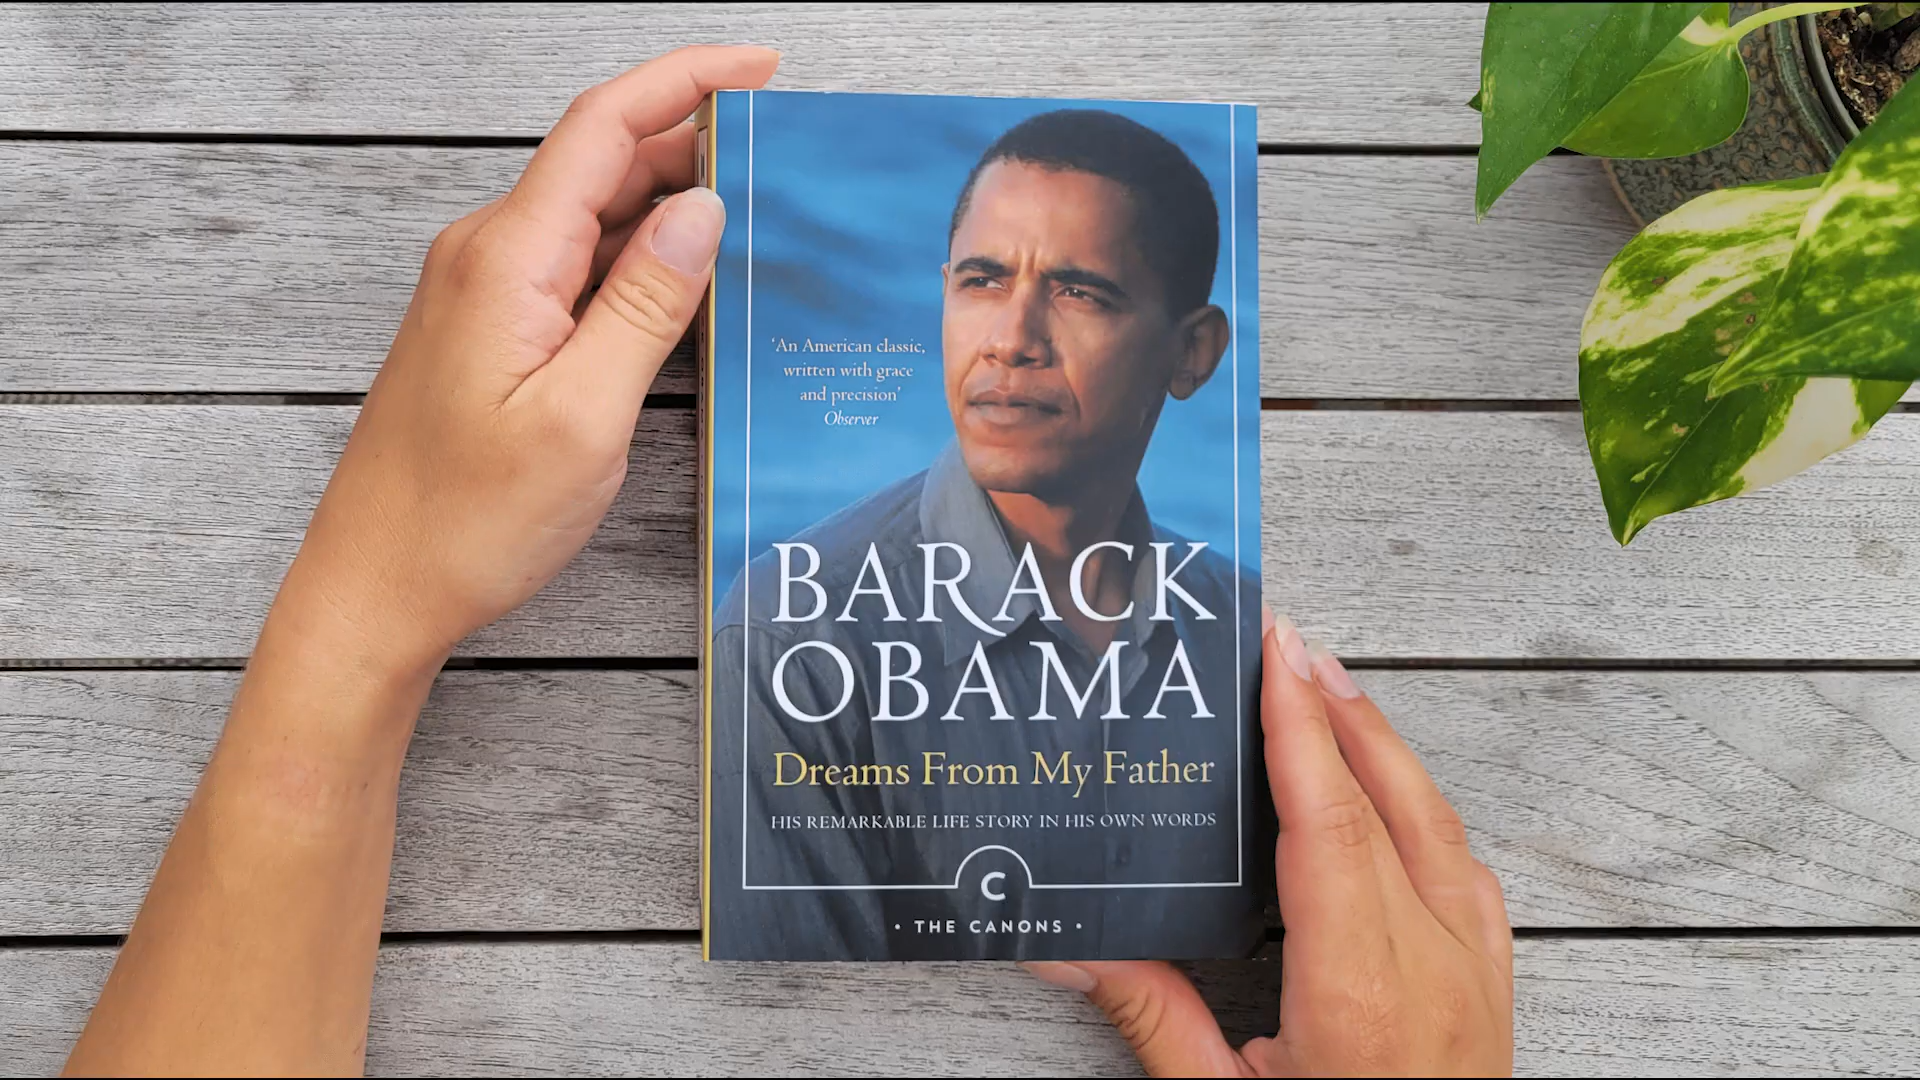 ‘An American classic,
written with grace
and precision’
Observer
BARACK
OBAMA
Dreams From My Father
HIS REMARKABLE LIFE STORY IN HIS OWN WORDS
C
• THE CANONS •